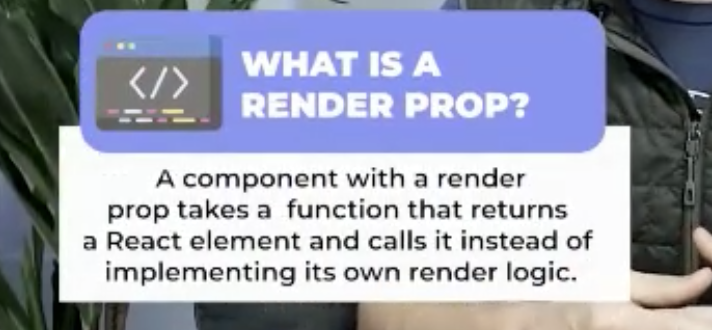 </>
WHAT IS A
RENDER PROP?
A component with a render
prop takes a function that returns
a React element and calls it instead of
implementing its own render logic.